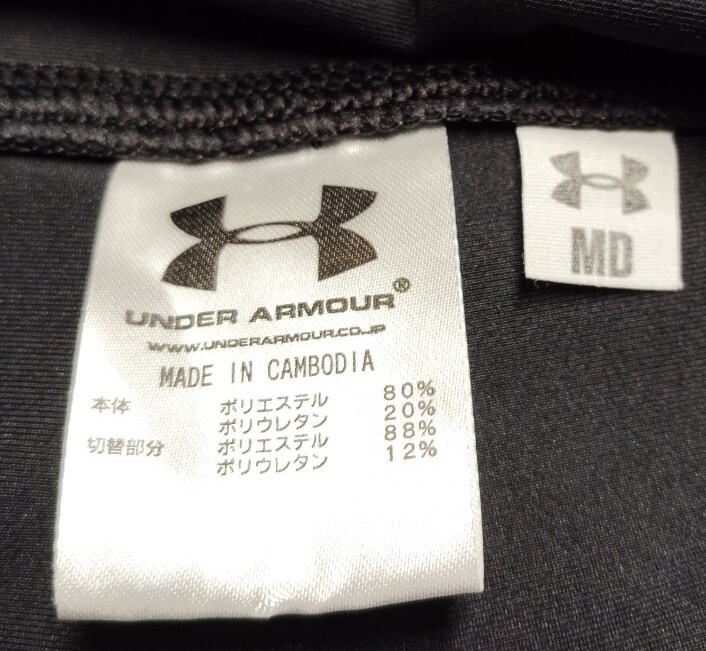 UNDER ARMOUR®
WWW.UNDERARMOUR.CO.JP
MADE IN CAMBODIA
本体 ポリエステル 80%
ポリウレタン 20%
切替部分 ポリエステル 88%
ポリウレタン 12%
MD